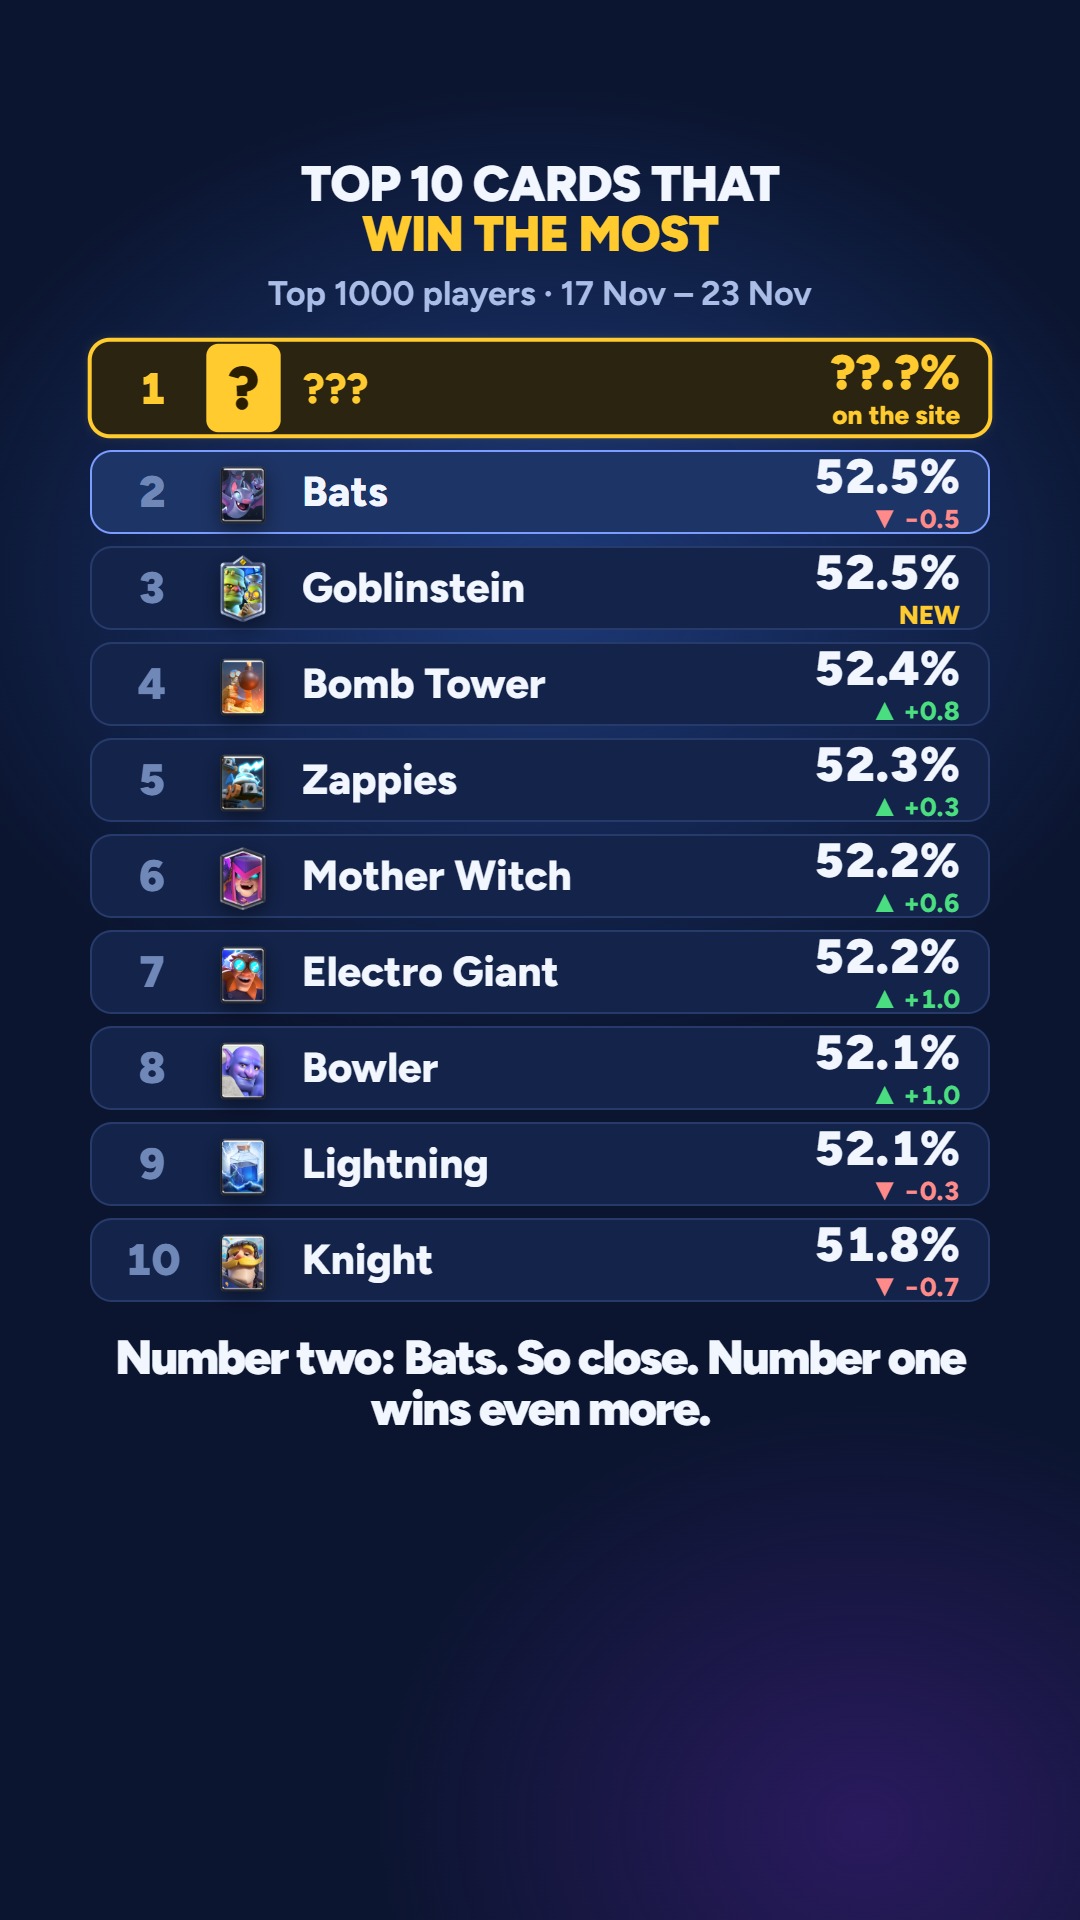 TOP 10 CARDS THAT
WIN THE MOST
Top 1000 players · 17 Nov – 23 Nov
1 ? ??? ??.?%
on the site
2 Bats 52.5%
▼ -0.5
3 Goblinstein 52.5%
NEW
4 Bomb Tower 52.4%
▲ +0.8
5 Zappies 52.3%
▲ +0.3
6 Mother Witch 52.2%
▲ +0.6
7 Electro Giant 52.2%
▲ +1.0
8 Bowler 52.1%
▲ +1.0
9 Lightning 52.1%
▼ -0.3
10 Knight 51.8%
▼ -0.7
Number two: Bats. So close. Number one
wins even more.